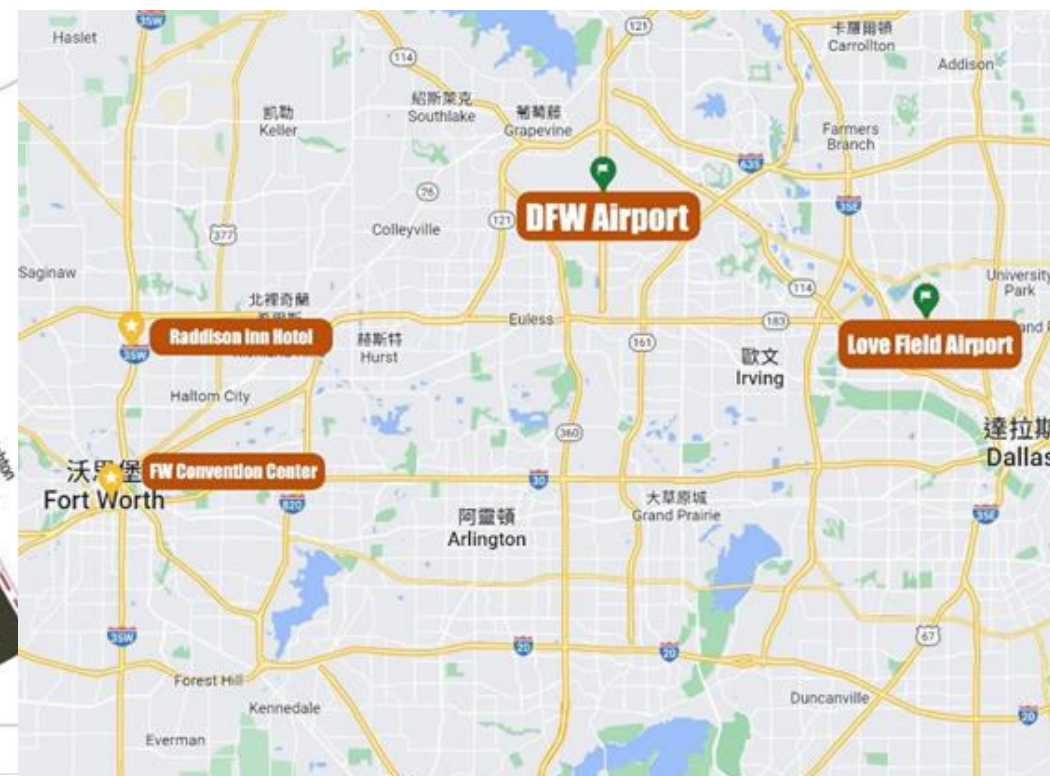 Haslet
121
卡羅爾頓
Carrollton
Addison
114
凱勒
Keller
紹斯萊克
Southlake
葡萄藤
Grapevine
Farmers
Branch
635
26
35E
DFW Airport
121
377
Colleyville
Saginaw
114
University
Park
北裡奇蘭
Raddison Inn Hotel
35W
赫斯特
Hurst
Euless
183
161
Love Field Airport
歐文
Irving
Haltom City
360
達拉斯
Dallas
沃思堡
Fort Worth
FW Convention Center
30
820
大草原城
Grand Prairie
阿靈頓
Arlington
35E
35W
20
20
67
Forest Hill
Kennedale
Duncanville
20
Everman